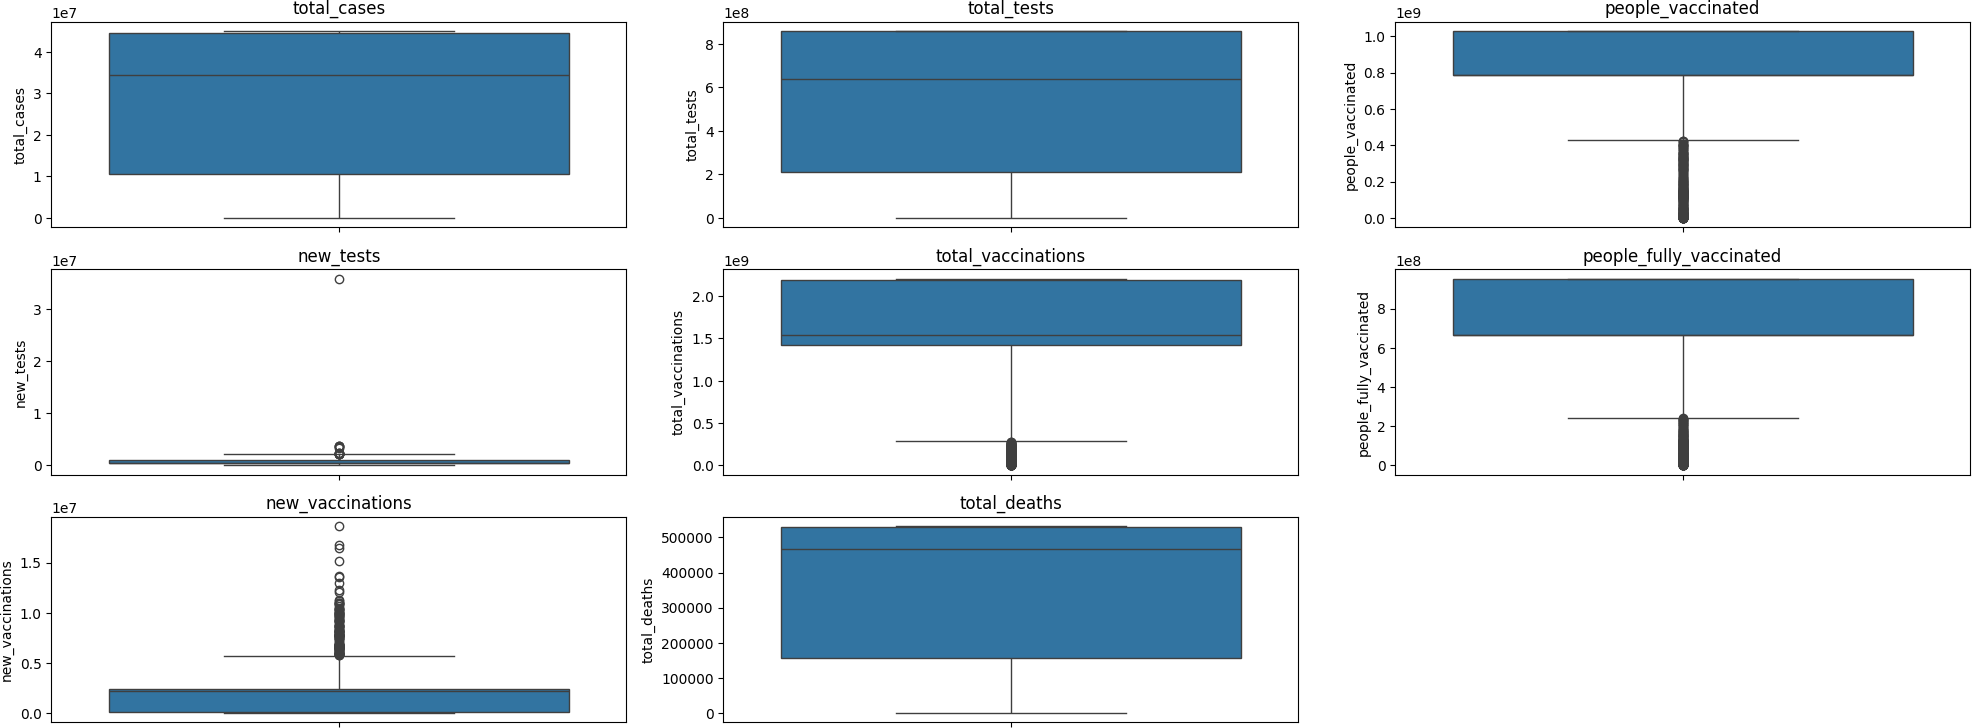 total_cases
1e7
total_cases
4
3
2
1
0
total_tests
1e8
total_tests
8
6
4
2
0
people_vaccinated
1e9
people_vaccinated
1.0
0.8
0.6
0.4
0.2
0.0
new_tests
1e7
new_tests
3
2
1
0
total_vaccinations
1e9
total_vaccinations
2.0
1.5
1.0
0.5
0.0
people_fully_vaccinated
1e8
people_fully_vaccinated
8
6
4
2
0
new_vaccinations
1e7
new_vaccinations
1.5
1.0
0.5
0.0
total_deaths
total_deaths
500000
400000
300000
200000
100000
0